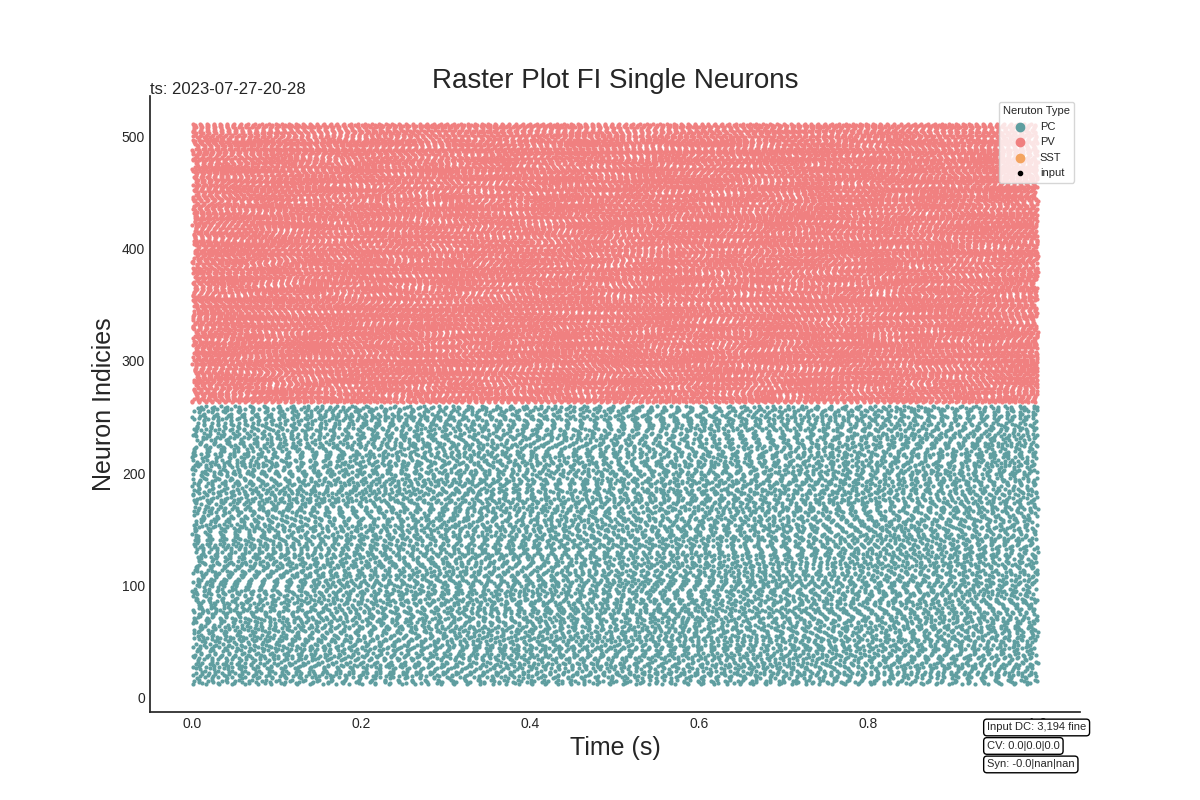 Raster Plot FI Single Neurons
ts: 2023-07-27-20-28
Neruton Type
PC
PV
SST
input
500
400
300
200
100
0
Neuron Indicies
0.0 0.2 0.4 0.6 0.8
Time (s)
Input DC: 3,194 fine
CV: 0.0|0.0|0.0
Syn: -0.0|nan|nan